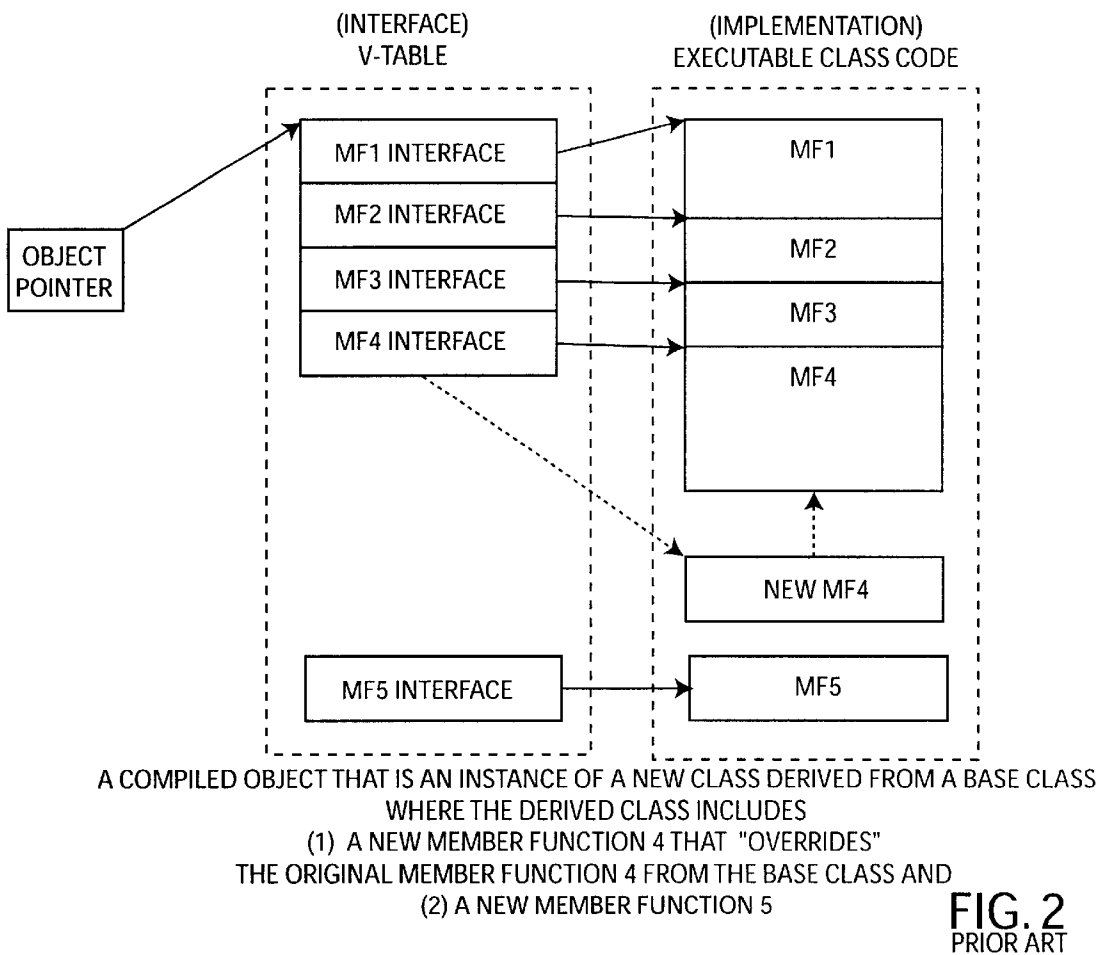 (INTERFACE)
V-TABLE
(IMPLEMENTATION)
EXECUTABLE CLASS CODE
OBJECT
POINTER
MF1 INTERFACE
MF2 INTERFACE
MF3 INTERFACE
MF4 INTERFACE
MF5 INTERFACE
MF1
MF2
MF3
MF4
NEW MF4
MF5
A COMPILED OBJECT THAT IS AN INSTANCE OF A NEW CLASS DERIVED FROM A BASE CLASS
WHERE THE DERIVED CLASS INCLUDES
(1) A NEW MEMBER FUNCTION 4 THAT "OVERRIDES"
THE ORIGINAL MEMBER FUNCTION 4 FROM THE BASE CLASS AND
(2) A NEW MEMBER FUNCTION 5
FIG. 2
PRIOR ART